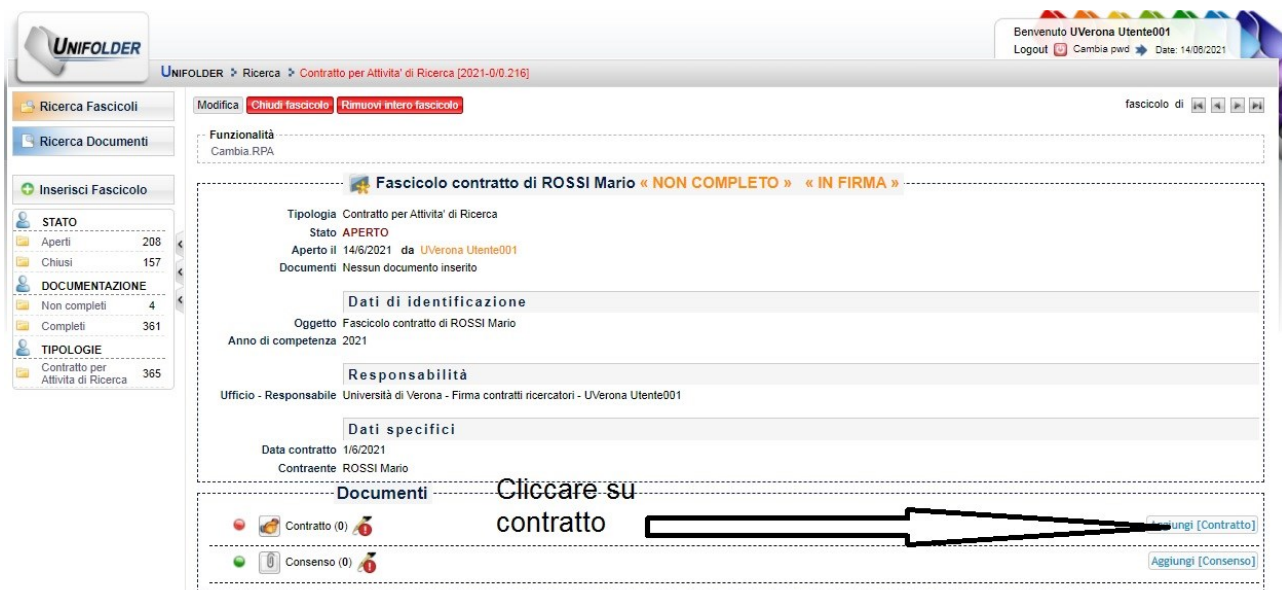 UNIFOLDER
Benvenuto UVerona Utente001
Logout Cambia pwd Date: 14/06/2021
UNIFOLDER Ricerca Contratto per Attivita' di Ricerca [2021-0/0.216]
Ricerca Fascicoli
Ricerca Documenti
Inserisci Fascicolo
STATO
Aperti 208
Chiusi 157
DOCUMENTAZIONE
Non completi 4
Completi 361
TIPOLOGIE
Contratto per
Attivita di Ricerca 365
Modifica Chiudi fascicolo Rimuovi intero fascicolo
fascicolo di
Funzionalità
Cambia.RPA
Fascicolo contratto di ROSSI Mario « NON COMPLETO » « IN FIRMA »
Tipologia Contratto per Attivita' di Ricerca
Stato APERTO
Aperto il 14/6/2021 da UVerona Utente001
Documenti Nessun documento inserito
Dati di identificazione
Oggetto Fascicolo contratto di ROSSI Mario
Anno di competenza 2021
Responsabilità
Ufficio - Responsabile Università di Verona - Firma contratti ricercatori - UVerona Utente001
Dati specifici
Data contratto 1/6/2021
Contraente ROSSI Mario
Documenti
Cliccare su
contratto
Contratto (0)
Aggiungi [Contratto]
Consenso (0)
Aggiungi [Consenso]